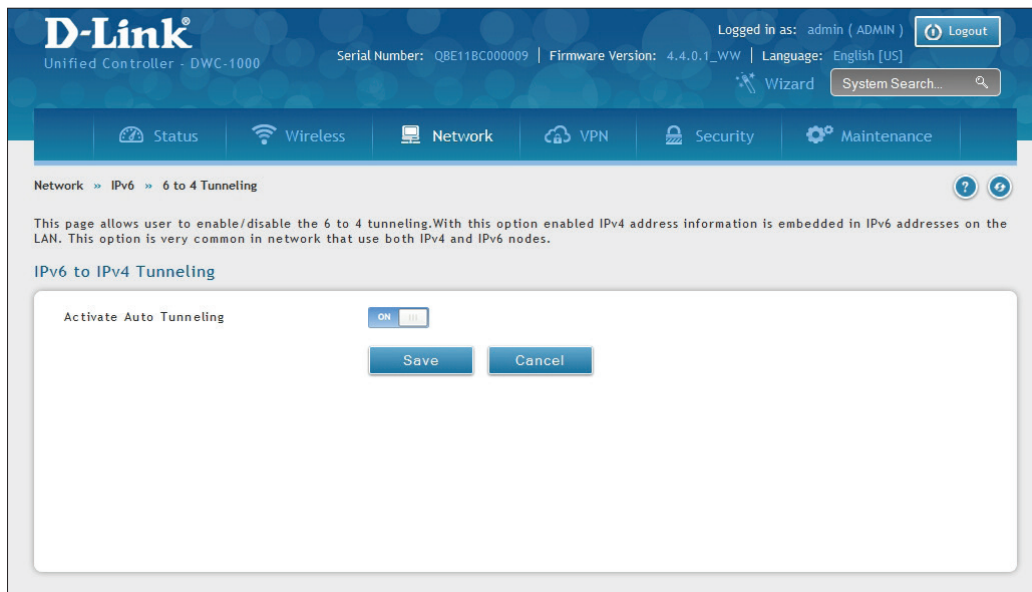 D-Link®
Unified Controller - DWC-1000
Logged in as: admin ( ADMIN )
Logout
Serial Number: QBE11BC000009 | Firmware Version: 4.4.0.1_WW | Language: English [US]
Wizard
System Search...
Status
Wireless
Network
VPN
Security
Maintenance
Network » IPv6 » 6 to 4 Tunneling
?
This page allows user to enable/disable the 6 to 4 tunneling.With this option enabled IPv4 address information is embedded in IPv6 addresses on the
LAN. This option is very common in network that use both IPv4 and IPv6 nodes.
IPv6 to IPv4 Tunneling
Activate Auto Tunneling
ON
Save
Cancel